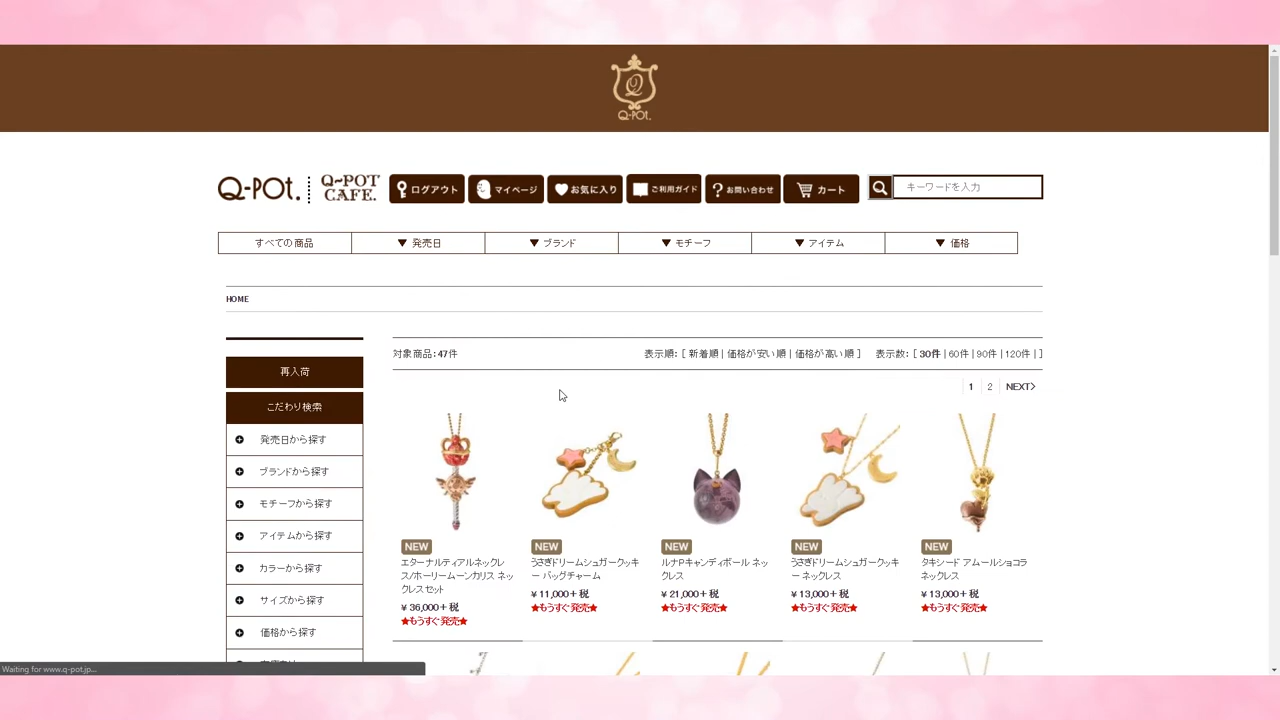 Q
Q-POT.
Q-POT.
Q-POT CAFE.
ログアウト
マイページ
お気に入り
ご利用ガイド
お問い合わせ
カート
キーワードを入力
すべての商品
▼ 発売日
▼ ブランド
▼ モチーフ
▼ アイテム
▼ 価格
HOME
再入荷
こだわり検索
発売日から探す
ブランドから探す
モチーフから探す
アイテムから探す
カラーから探す
サイズから探す
価格から探す
対象商品:47件
表示順: [ 新着順 | 価格が安い順 | 価格が高い順 ] 表示数: [ 30件 | 60件 | 90件 | 120件 | ]
1 2 NEXT>
NEW
エターナルティアルネックレ
ス/ホーリームーンカリス ネッ
クレスセット
¥ 36,000+ 税
★もうすぐ発売★
NEW
うさぎドリームシュガークッキ
ー バッグチャーム
¥ 11,000+ 税
★もうすぐ発売★
NEW
ルナPキャンディボール ネッ
クレス
¥ 21,000+ 税
★もうすぐ発売★
NEW
うさぎドリームシュガークッキ
ー ネックレス
¥ 13,000+ 税
★もうすぐ発売★
NEW
タキシード アムールショコラ
ネックレス
¥ 13,000+ 税
★もうすぐ発売★
Waiting for www.q-pot.jp...